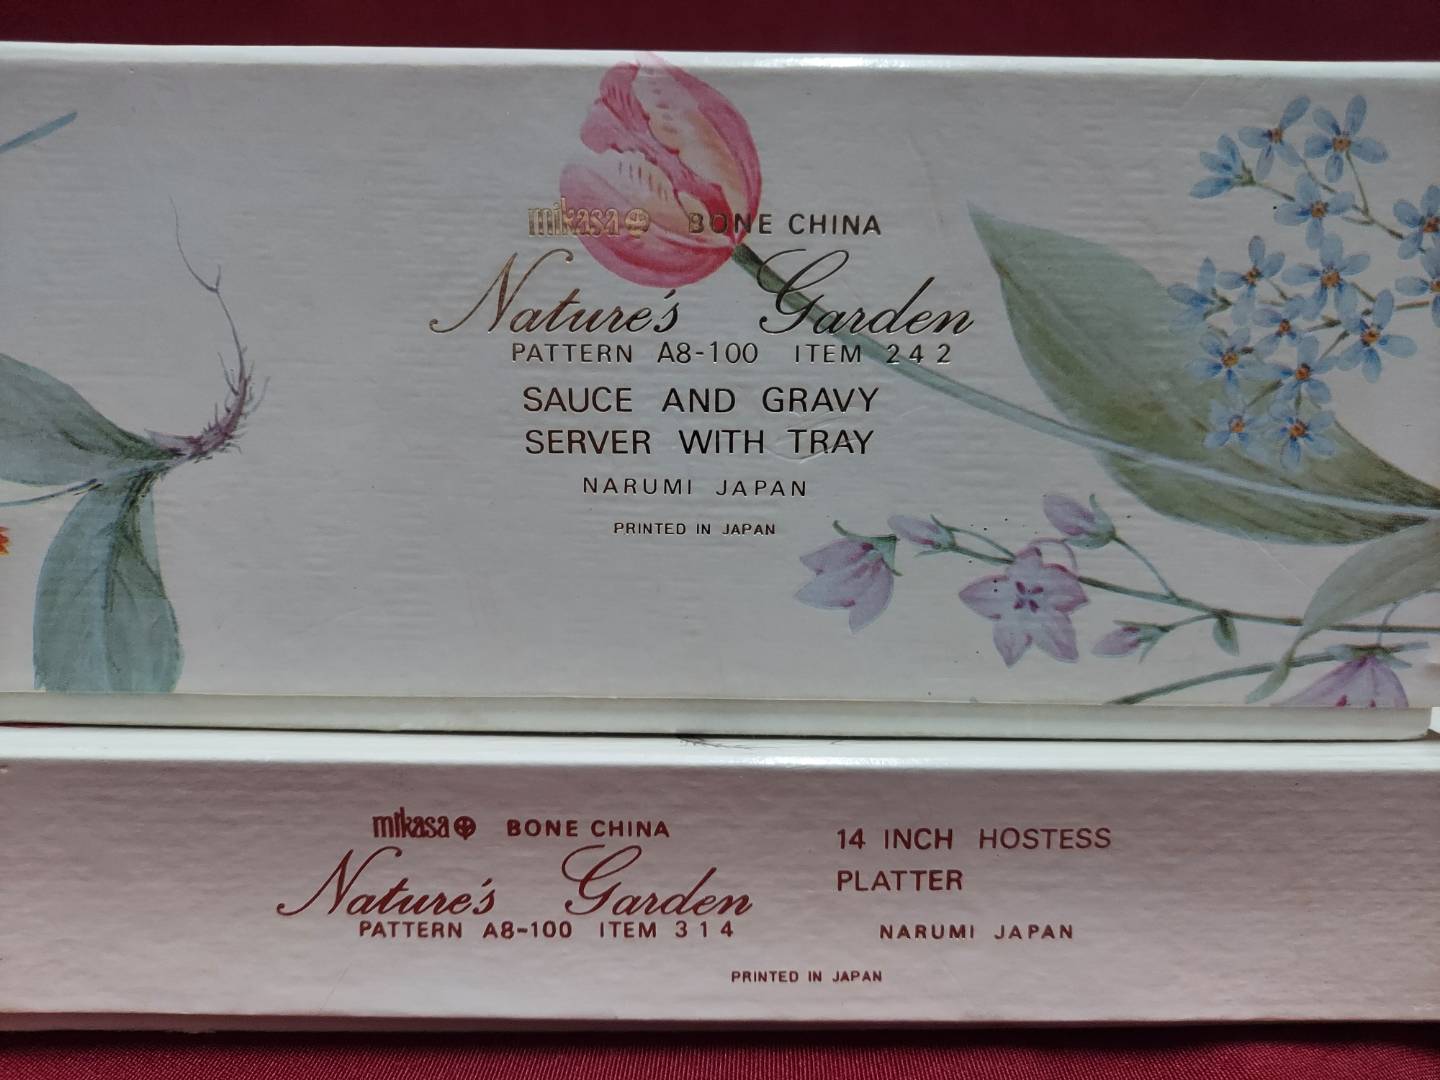 mikasa BONE CHINA
Nature's Garden
PATTERN A8-100 ITEM 242
SAUCE AND GRAVY
SERVER WITH TRAY
NARUMI JAPAN
PRINTED IN JAPAN
mikasa BONE CHINA
Nature's Garden
PATTERN A8-100 ITEM 314
14 INCH HOSTESS
PLATTER
NARUMI JAPAN
PRINTED IN JAPAN